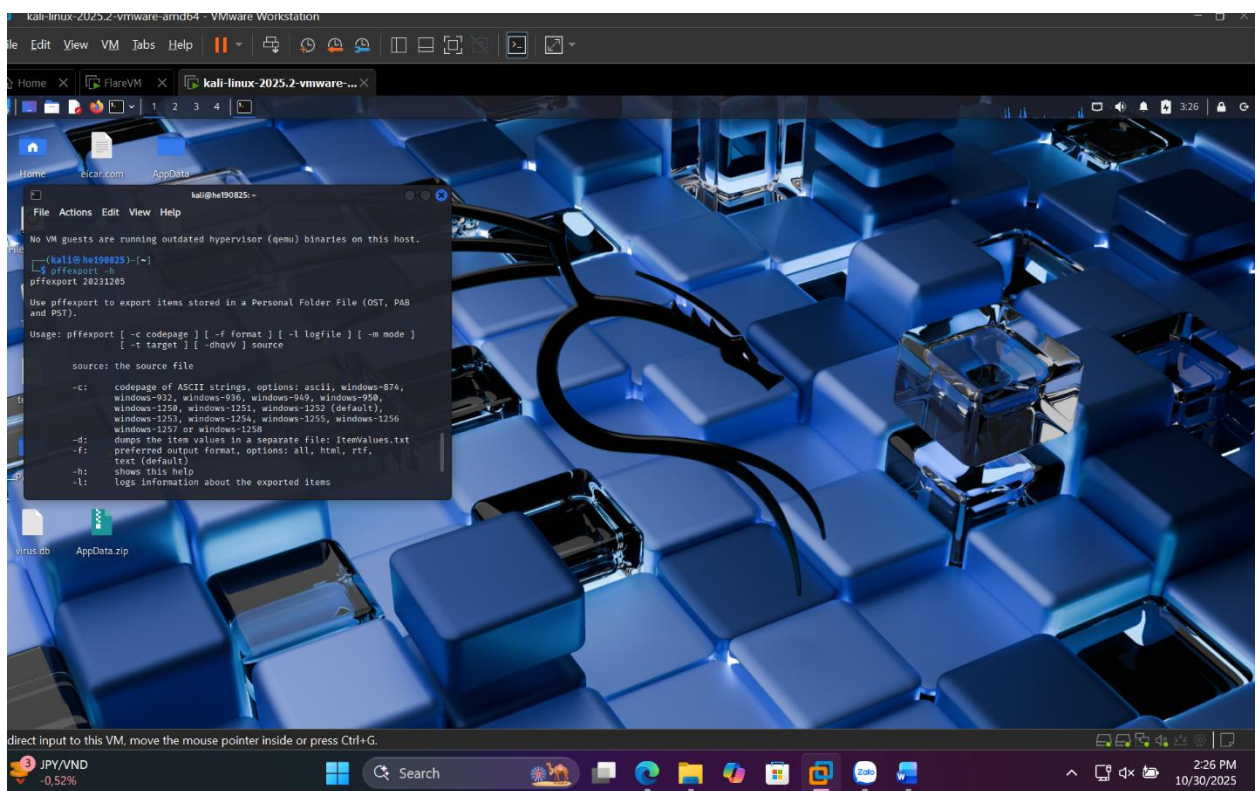 kali-linux-2025.2-vmware-amd64 - VMware Workstation
Edit View VM Tabs Help
Home FlareVM kali-linux-2025.2-vmware-...
1 2 3 4 3:26
Home eicar.com AppData
kali@he190825: ~
File Actions Edit View Help
No VM guests are running outdated hypervisor (qemu) binaries on this host.
┌──(kali㉿he190825)-[~]
└─$ pffexport -h
pffexport 20231205
Use pffexport to export items stored in a Personal Folder File (OST, PAB
and PST).
Usage: pffexport [ -c codepage ] [ -f format ] [ -l logfile ] [ -m mode ]
[ -t target ] [ -dhqvV ] source
source: the source file
-c: codepage of ASCII strings, options: ascii, windows-874,
windows-932, windows-936, windows-949, windows-950,
windows-1250, windows-1251, windows-1252 (default),
windows-1253, windows-1254, windows-1255, windows-1256
windows-1257 or windows-1258
-d: dumps the item values in a separate file: ItemValues.txt
-f: preferred output format, options: all, html, rtf,
text (default)
-h: shows this help
-l: logs information about the exported items
virus.db AppData.zip
direct input to this VM, move the mouse pointer inside or press Ctrl+G.
3 JPY/VND
-0,52%
Search
Zalo
2:26 PM
10/30/2025